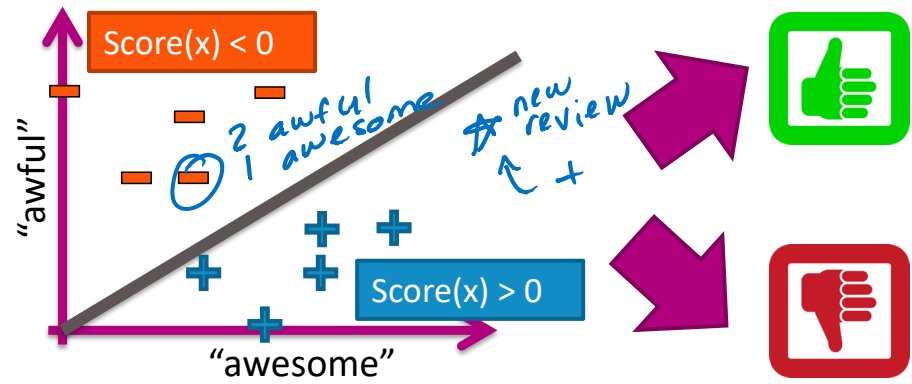 Score(x) < 0
2 awful
1 awesome
☆ new
review
+
“awful”
Score(x) > 0
“awesome”